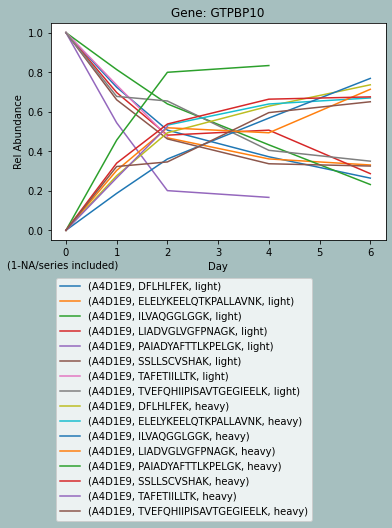 Gene: GTPBP10
1.0
0.8
0.6
0.4
0.2
0.0
Rel Abundance
0 1 2 3 4 5 6
(1-NA/series included)
Day
(A4D1E9, DFLHLFEK, light)
(A4D1E9, ELELYKEELQTKPALLAVNK, light)
(A4D1E9, ILVAQGGLGGK, light)
(A4D1E9, LIADVGLVGFPNAGK, light)
(A4D1E9, PAIADYAFTTLKPELGK, light)
(A4D1E9, SSLLSCVSHAK, light)
(A4D1E9, TAFETIILLTK, light)
(A4D1E9, TVEFQHIIPISAVTGEGIEELK, light)
(A4D1E9, DFLHLFEK, heavy)
(A4D1E9, ELELYKEELQTKPALLAVNK, heavy)
(A4D1E9, ILVAQGGLGGK, heavy)
(A4D1E9, LIADVGLVGFPNAGK, heavy)
(A4D1E9, PAIADYAFTTLKPELGK, heavy)
(A4D1E9, SSLLSCVSHAK, heavy)
(A4D1E9, TAFETIILLTK, heavy)
(A4D1E9, TVEFQHIIPISAVTGEGIEELK, heavy)